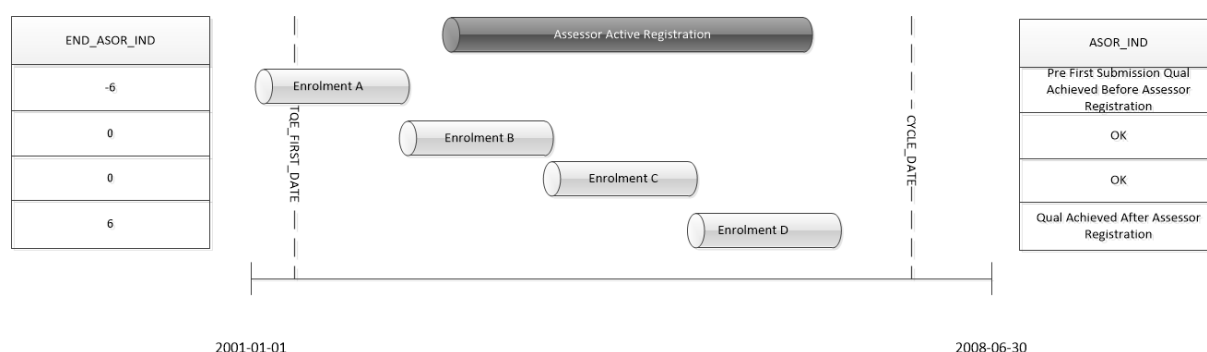 END_ASOR_IND
Assessor Active Registration
ASOR_IND
-6
Enrolment A
Pre First Submission Qual
Achieved Before Assessor
Registration
TQE_FIRST_DATE
CYCLE_DATE
0
Enrolment B
OK
0
Enrolment C
OK
6
Enrolment D
Qual Achieved After Assessor
Registration
2001-01-01
2008-06-30